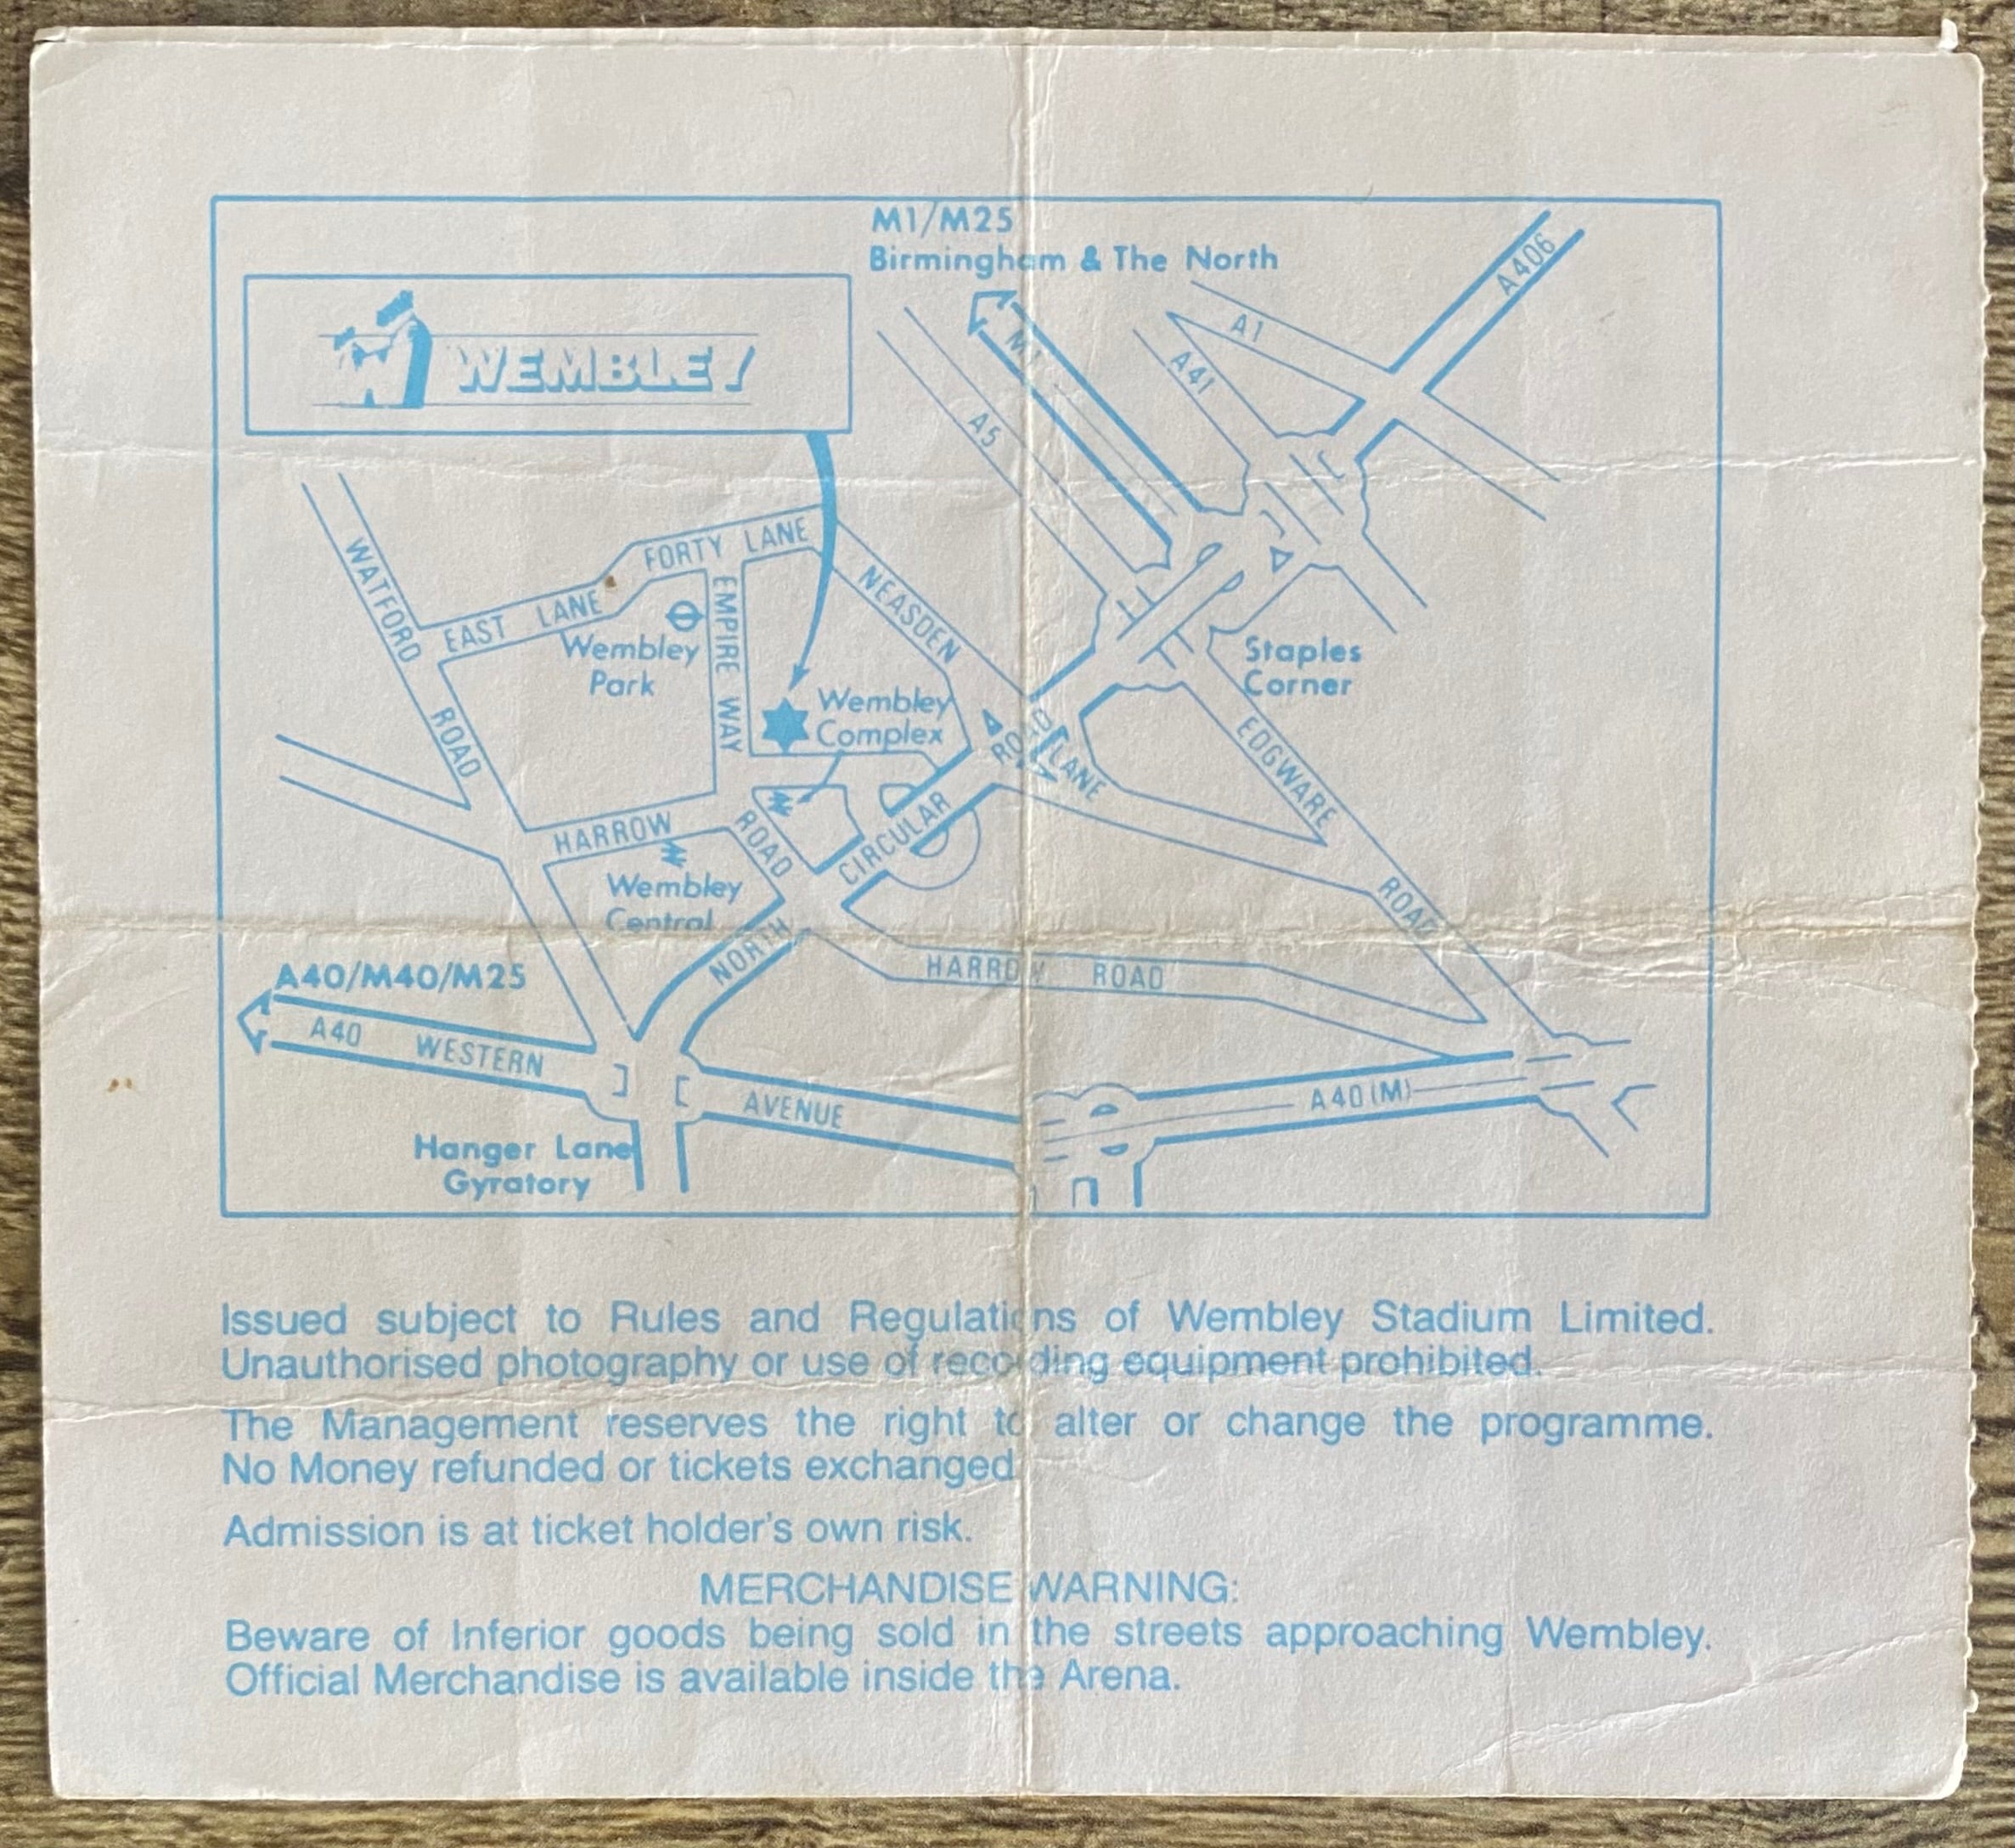 M1/M25
Birmingham & The North
A406
A1
M1
A41
WEMBLEY
A5
WATFORD
FORTY LANE
EAST LANE
EMPIRE WAY
NEASDEN
Wembley
Park
Staples
Corner
Wembley
Complex
ROAD
ROAD
LANE
EDGWARE
HARROW
ROAD
CIRCULAR
Wembley
Central
ROAD
NORTH
HARROW ROAD
A40/M40/M25
A40 WESTERN
AVENUE
A40(M)
Hanger Lane
Gyratory
Issued subject to Rules and Regulations of Wembley Stadium Limited.
Unauthorised photography or use of recording equipment prohibited.
The Management reserves the right to alter or change the programme.
No Money refunded or tickets exchanged
Admission is at ticket holder's own risk.
MERCHANDISE WARNING:
Beware of Inferior goods being sold in the streets approaching Wembley.
Official Merchandise is available inside the Arena.